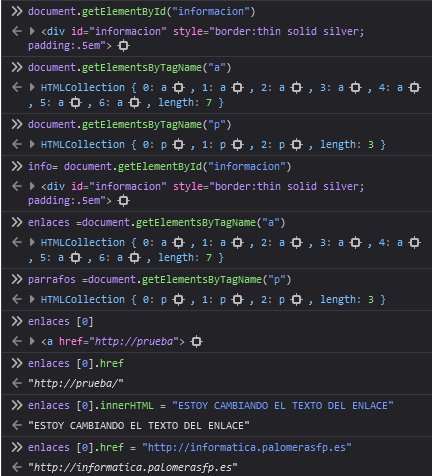 document.getElementById("informacion")
<div id="informacion" style="border:thin solid silver;
padding:.5em">
document.getElementsByTagName("a")
HTMLCollection { 0: a , 1: a , 2: a , 3: a , 4: a
, 5: a , 6: a , length: 7 }
document.getElementsByTagName("p")
HTMLCollection { 0: p , 1: p , 2: p , length: 3 }
info= document.getElementById("informacion")
<div id="informacion" style="border:thin solid silver;
padding:.5em">
enlaces =document.getElementsByTagName("a")
HTMLCollection { 0: a , 1: a , 2: a , 3: a , 4: a
, 5: a , 6: a , length: 7 }
parrafos =document.getElementsByTagName("p")
HTMLCollection { 0: p , 1: p , 2: p , length: 3 }
enlaces [0]
<a href="http://prueba">
enlaces [0].href
"http://prueba/"
enlaces [0].innerHTML = "ESTOY CAMBIANDO EL TEXTO DEL ENLACE"
"ESTOY CAMBIANDO EL TEXTO DEL ENLACE"
enlaces [0].href = "http://informatica.palomerasfp.es"
"http://informatica.palomerasfp.es"